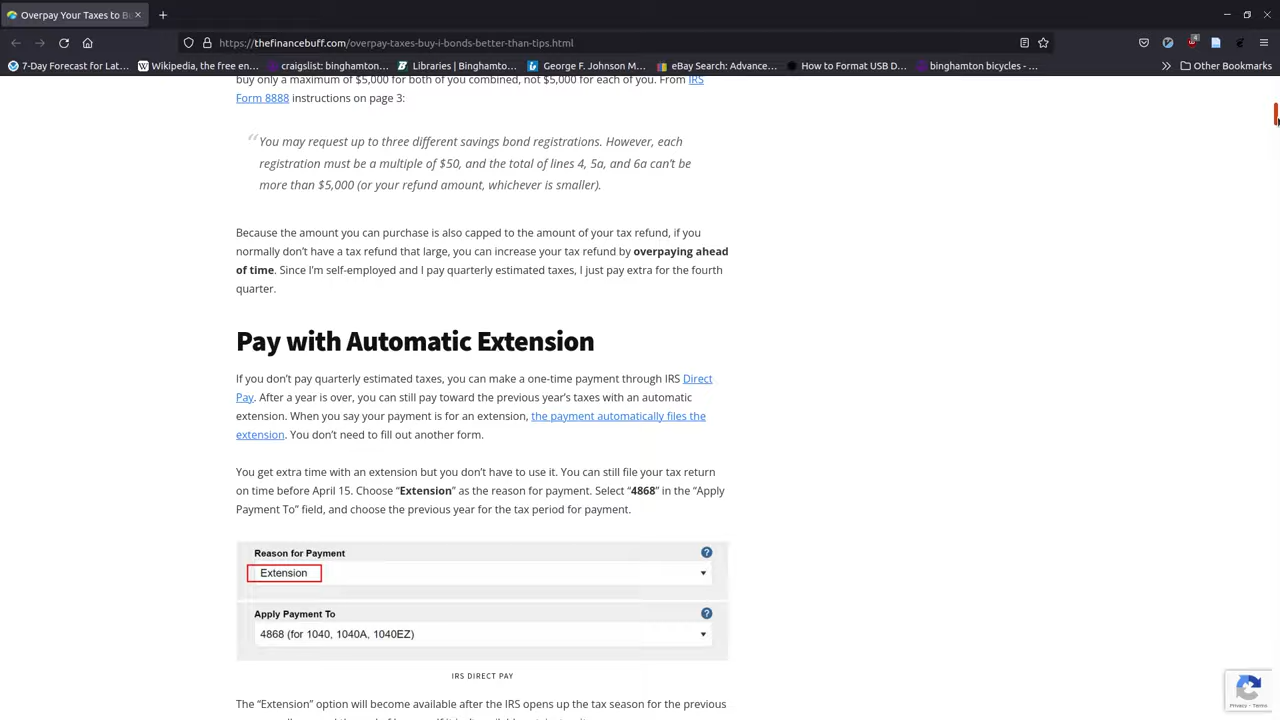 Overpay Your Taxes to Bu
https://thefinancebuff.com/overpay-taxes-buy-i-bonds-better-than-tips.html
4
7-Day Forecast for Lat… Wikipedia, the free en… craigslist: binghamton… Libraries | Binghamto… George F. Johnson M… eBay Advanced Searc… How to Format USB D… binghamton bicycles -… Other Bookmarks
buy only a maximum of $5,000 for both of you combined, not $5,000 for each of you. From IRS
Form 8888 instructions on page 3:
“You may request up to three different savings bond registrations. However, each
registration must be a multiple of $50, and the total of lines 4, 5a, and 6a can’t be
more than $5,000 (or your refund amount, whichever is smaller).
Because the amount you can purchase is also capped to the amount of your tax refund, if you
normally don’t have a tax refund that large, you can increase your tax refund by overpaying ahead
of time. Since I’m self-employed and I pay quarterly estimated taxes, I just pay extra for the fourth
quarter.
Pay with Automatic Extension
If you don’t pay quarterly estimated taxes, you can make a one-time payment through IRS Direct
Pay. After a year is over, you can still pay toward the previous year’s taxes with an automatic
extension. When you say your payment is for an extension, the payment automatically files the
extension. You don’t need to fill out another form.
You get extra time with an extension but you don’t have to use it. You can still file your tax return
on time before April 15. Choose “Extension” as the reason for payment. Select “4868” in the “Apply
Payment To” field, and choose the previous year for the tax period for payment.
Reason for Payment ?
Extension
Apply Payment To ?
4868 (for 1040, 1040A, 1040EZ)
IRS DIRECT PAY
The “Extension” option will become available after the IRS opens up the tax season for the previous
Privacy - Terms